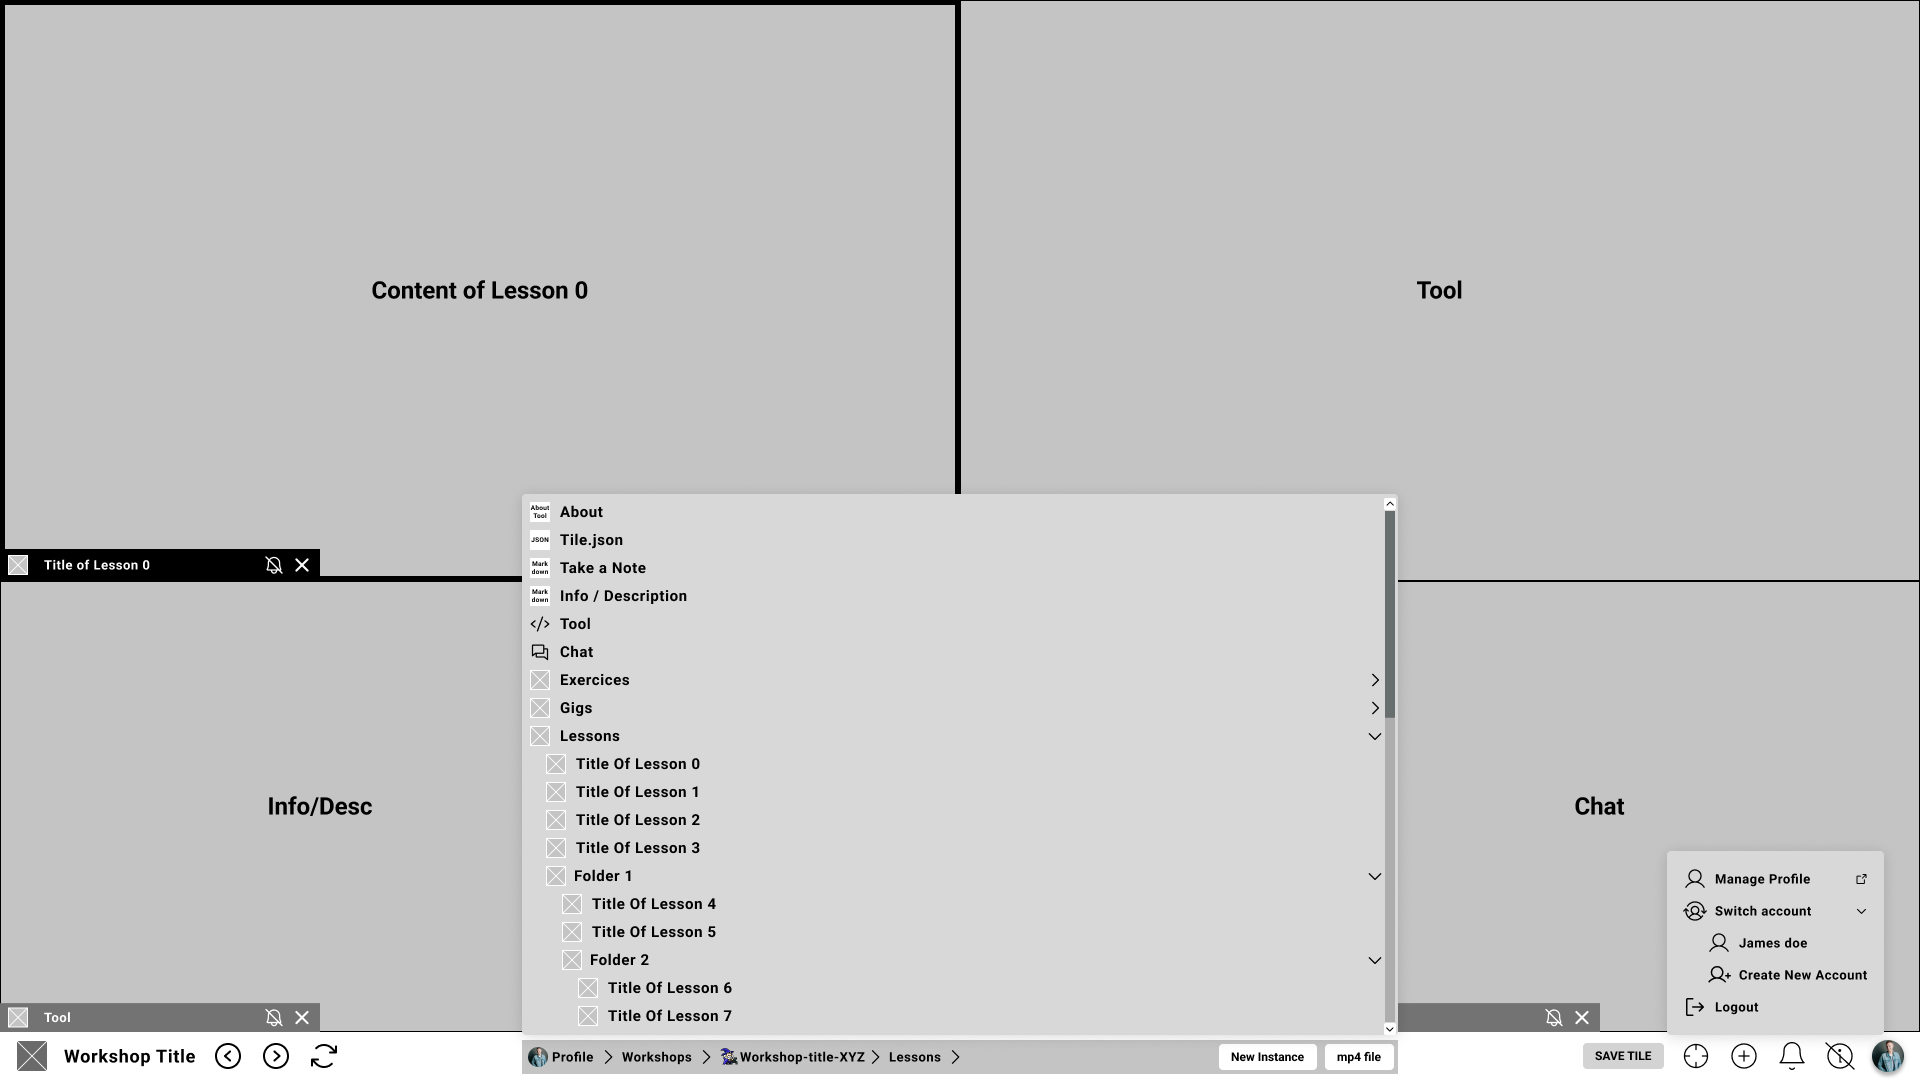 Content of Lesson 0
Tool
Title of Lesson 0
About Tool
About
JSON
Tile.json
Mark down
Take a Note
Mark down
Info / Description
</> Tool
Chat
Exercices
Gigs
Lessons
Title Of Lesson 0
Title Of Lesson 1
Title Of Lesson 2
Title Of Lesson 3
Folder 1
Title Of Lesson 4
Title Of Lesson 5
Folder 2
Title Of Lesson 6
Title Of Lesson 7
Info/Desc
Chat
Manage Profile
Switch account
James doe
Create New Account
Logout
Tool
Workshop Title
Profile > Workshops > Workshop-title-XYZ > Lessons >
New Instance
mp4 file
SAVE TILE